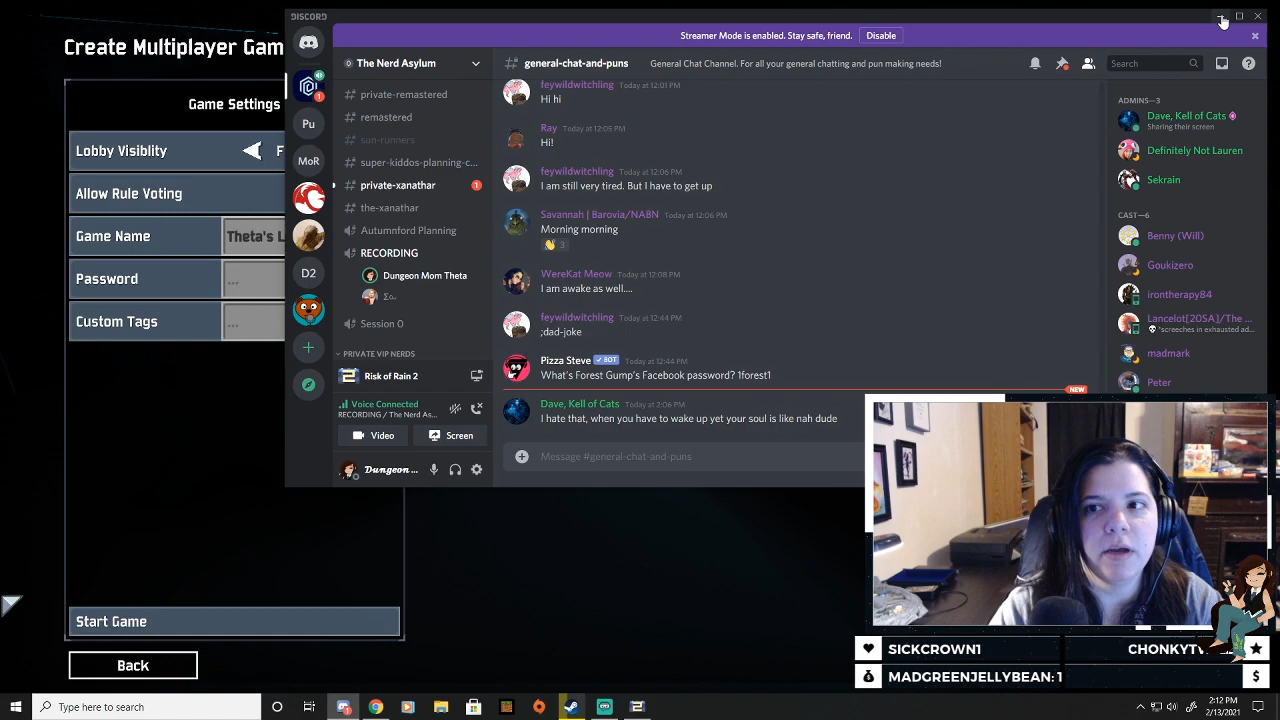 DISCORD
Streamer Mode is enabled. Stay safe, friend. Disable
Create Multiplayer Gam
Game Settings
Lobby Visiblity F
Allow Rule Voting
Game Name Theta's L
Password ...
Custom Tags ...
Start Game
Back
Pu
MoR
D2
1
The Nerd Asylum
private-remastered
remastered
sun-runners
super-kiddos-planning-c...
private-xanathar 1
the-xanathar
Autumnford Planning
RECORDING
Dungeon Mom Theta
Session 0
PRIVATE VIP NERDS
Risk of Rain 2
Voice Connected
RECORDING / The Nerd As...
Video Screen
Dungeon ...
general-chat-and-puns General Chat Channel. For all your general chatting and pun making needs! Search
feywildwitchling Today at 12:01 PM
Hi hi
Ray Today at 12:05 PM
Hi!
feywildwitchling Today at 12:06 PM
I am still very tired. But I have to get up
Savannah | Barovia/NABN Today at 12:06 PM
Morning morning
👋 3
WereKat Meow Today at 12:08 PM
I am awake as well....
feywildwitchling Today at 12:44 PM
;dad-joke
Pizza Steve ✓ BOT Today at 12:44 PM
What's Forest Gump's Facebook password? 1forest1
NEW
Dave, Kell of Cats Today at 2:06 PM
I hate that, when you have to wake up yet your soul is like nah dude
Message #general-chat-and-puns
ADMINS—3
Dave, Kell of Cats
Sharing their screen
Definitely Not Lauren
Sekrain
CAST—6
Benny (Will)
Goukizero
irontherapy84
Lancelot[20SA]/The ...
💀 *screeches in exhausted ad...
madmark
Peter
SICKCROWN1
CHONKYTW
MADGREENJELLYBEAN: 1
$
Type here to search
2:12 PM
2/13/2021